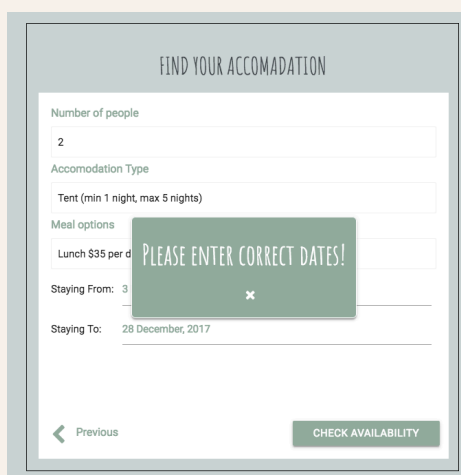 FIND YOUR ACCOMADATION
Number of people
2
Accomodation Type
Tent (min 1 night, max 5 nights)
Meal options
Lunch $35 per d
PLEASE ENTER CORRECT DATES!
×
Staying From: 3
Staying To: 28 December, 2017
Previous
CHECK AVAILABILITY